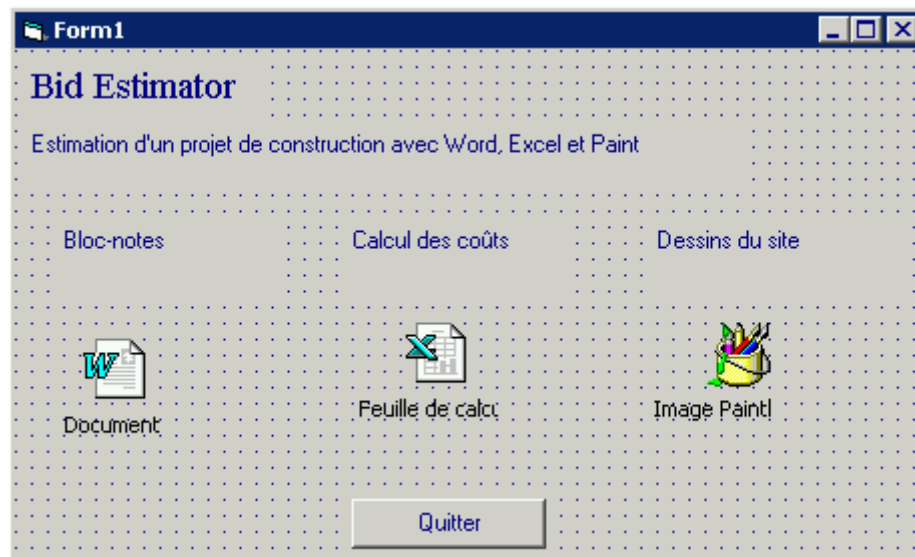 Form1
Bid Estimator
Estimation d'un projet de construction avec Word, Excel et Paint
Bloc-notes
Calcul des coûts
Dessins du site
Document
Feuille de calcu
Image Paint
Quitter